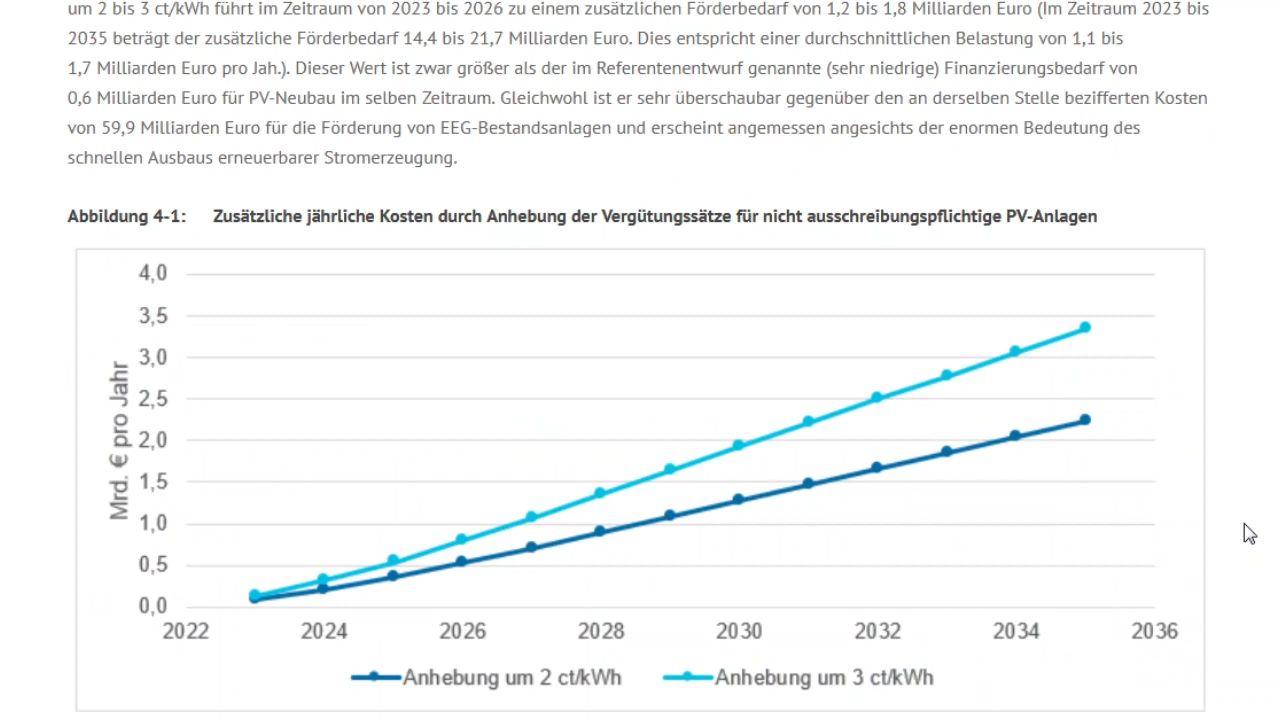 um 2 bis 3 ct/kWh führt im Zeitraum von 2023 bis 2026 zu einem zusätzlichen Förderbedarf von 1,2 bis 1,8 Milliarden Euro (Im Zeitraum 2023 bis
2035 beträgt der zusätzliche Förderbedarf 14,4 bis 21,7 Milliarden Euro. Dies entspricht einer durchschnittlichen Belastung von 1,1 bis
1,7 Milliarden Euro pro Jah.). Dieser Wert ist zwar größer als der im Referentenentwurf genannte (sehr niedrige) Finanzierungsbedarf von
0,6 Milliarden Euro für PV-Neubau im selben Zeitraum. Gleichwohl ist er sehr überschaubar gegenüber den an derselben Stelle bezifferten Kosten
von 59,9 Milliarden Euro für die Förderung von EEG-Bestandsanlagen und erscheint angemessen angesichts der enormen Bedeutung des
schnellen Ausbaus erneuerbarer Stromerzeugung.
Abbildung 4-1: Zusätzliche jährliche Kosten durch Anhebung der Vergütungssätze für nicht ausschreibungspflichtige PV-Anlagen
Mrd. € pro Jahr
4,0
3,5
3,0
2,5
2,0
1,5
1,0
0,5
0,0
2022 2024 2026 2028 2030 2032 2034 2036
Anhebung um 2 ct/kWh Anhebung um 3 ct/kWh